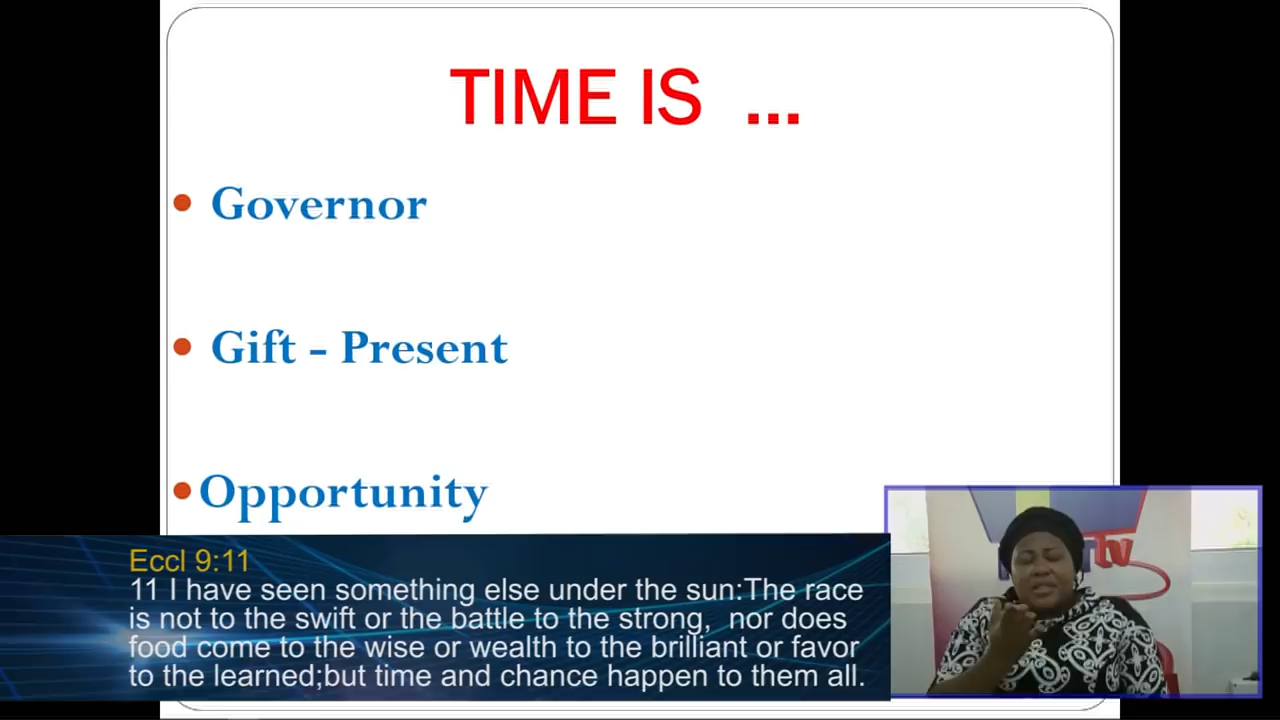 TIME IS ...
• Governor
• Gift - Present
•Opportunity
Eccl 9:11
11 I have seen something else under the sun:The race
is not to the swift or the battle to the strong, nor does
food come to the wise or wealth to the brilliant or favor
to the learned;but time and chance happen to them all.
tv